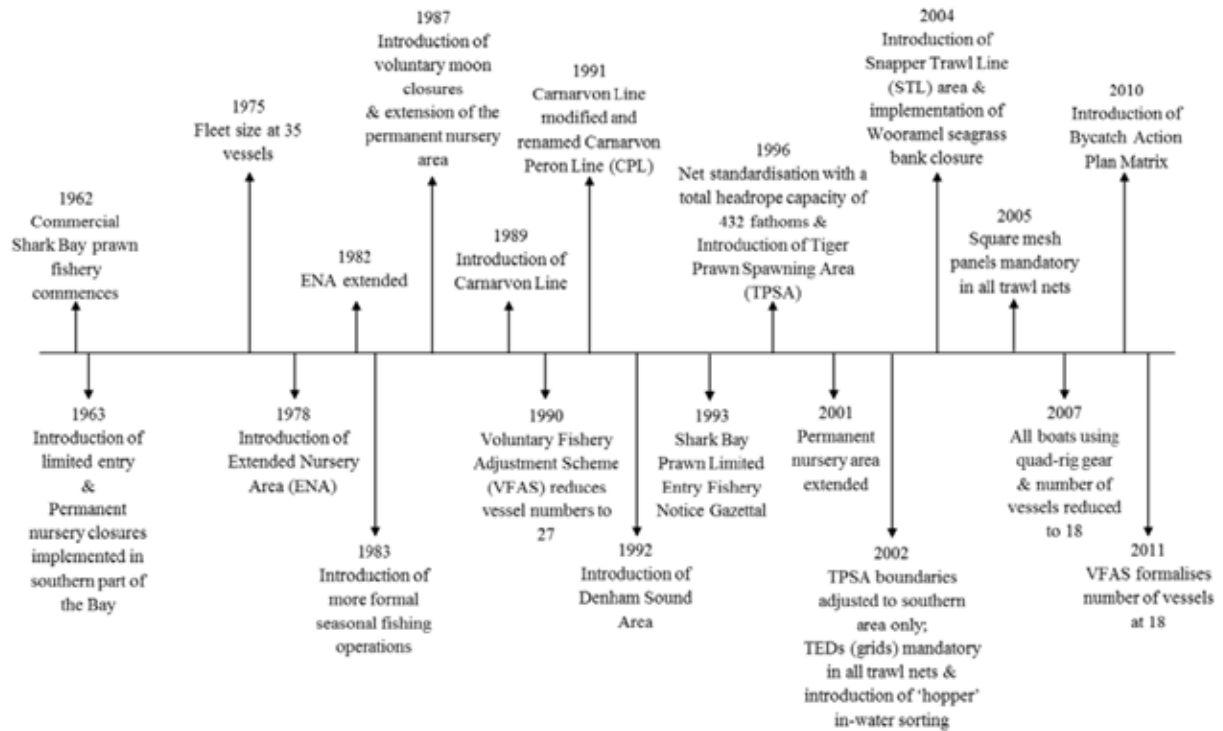 1962
Commercial
Shark Bay prawn
fishery
commences
1975
Fleet size at 35
vessels
1982
ENA extended
1987
Introduction of
voluntary moon
closures
& extension of the
permanent nursery
area
1989
Introduction of
Carnarvon Line
1991
Carnarvon Line
modified and
renamed Carnarvon
Peron Line (CPL)
1996
Net standardisation with a
total headrope capacity of
432 fathoms &
Introduction of Tiger
Prawn Spawning Area
(TPSA)
2004
Introduction of
Snapper Trawl Line
(STL) area &
implementation of
Wooramel seagrass
bank closure
2005
Square mesh
panels mandatory
in all trawl nets
2010
Introduction of
Bycatch Action
Plan Matrix
1963
Introduction of
limited entry
&
Permanent
nursery closures
implemented in
southern part of
the Bay
1978
Introduction of
Extended Nursery
Area (ENA)
1983
Introduction of
more formal
seasonal fishing
operations
1990
Voluntary Fishery
Adjustment Scheme
(VFAS) reduces
vessel numbers to
27
1992
Introduction of
Denham Sound
Area
1993
Shark Bay
Prawn Limited
Entry Fishery
Notice Gazettal
2001
Permanent
nursery area
extended
2002
TPSA boundaries
adjusted to southern
area only;
TEDs (grids) mandatory
in all trawl nets &
introduction of ‘hopper’
in-water sorting
2007
All boats using
quad-rig gear
& number of
vessels reduced
to 18
2011
VFAS formalises
number of vessels
at 18